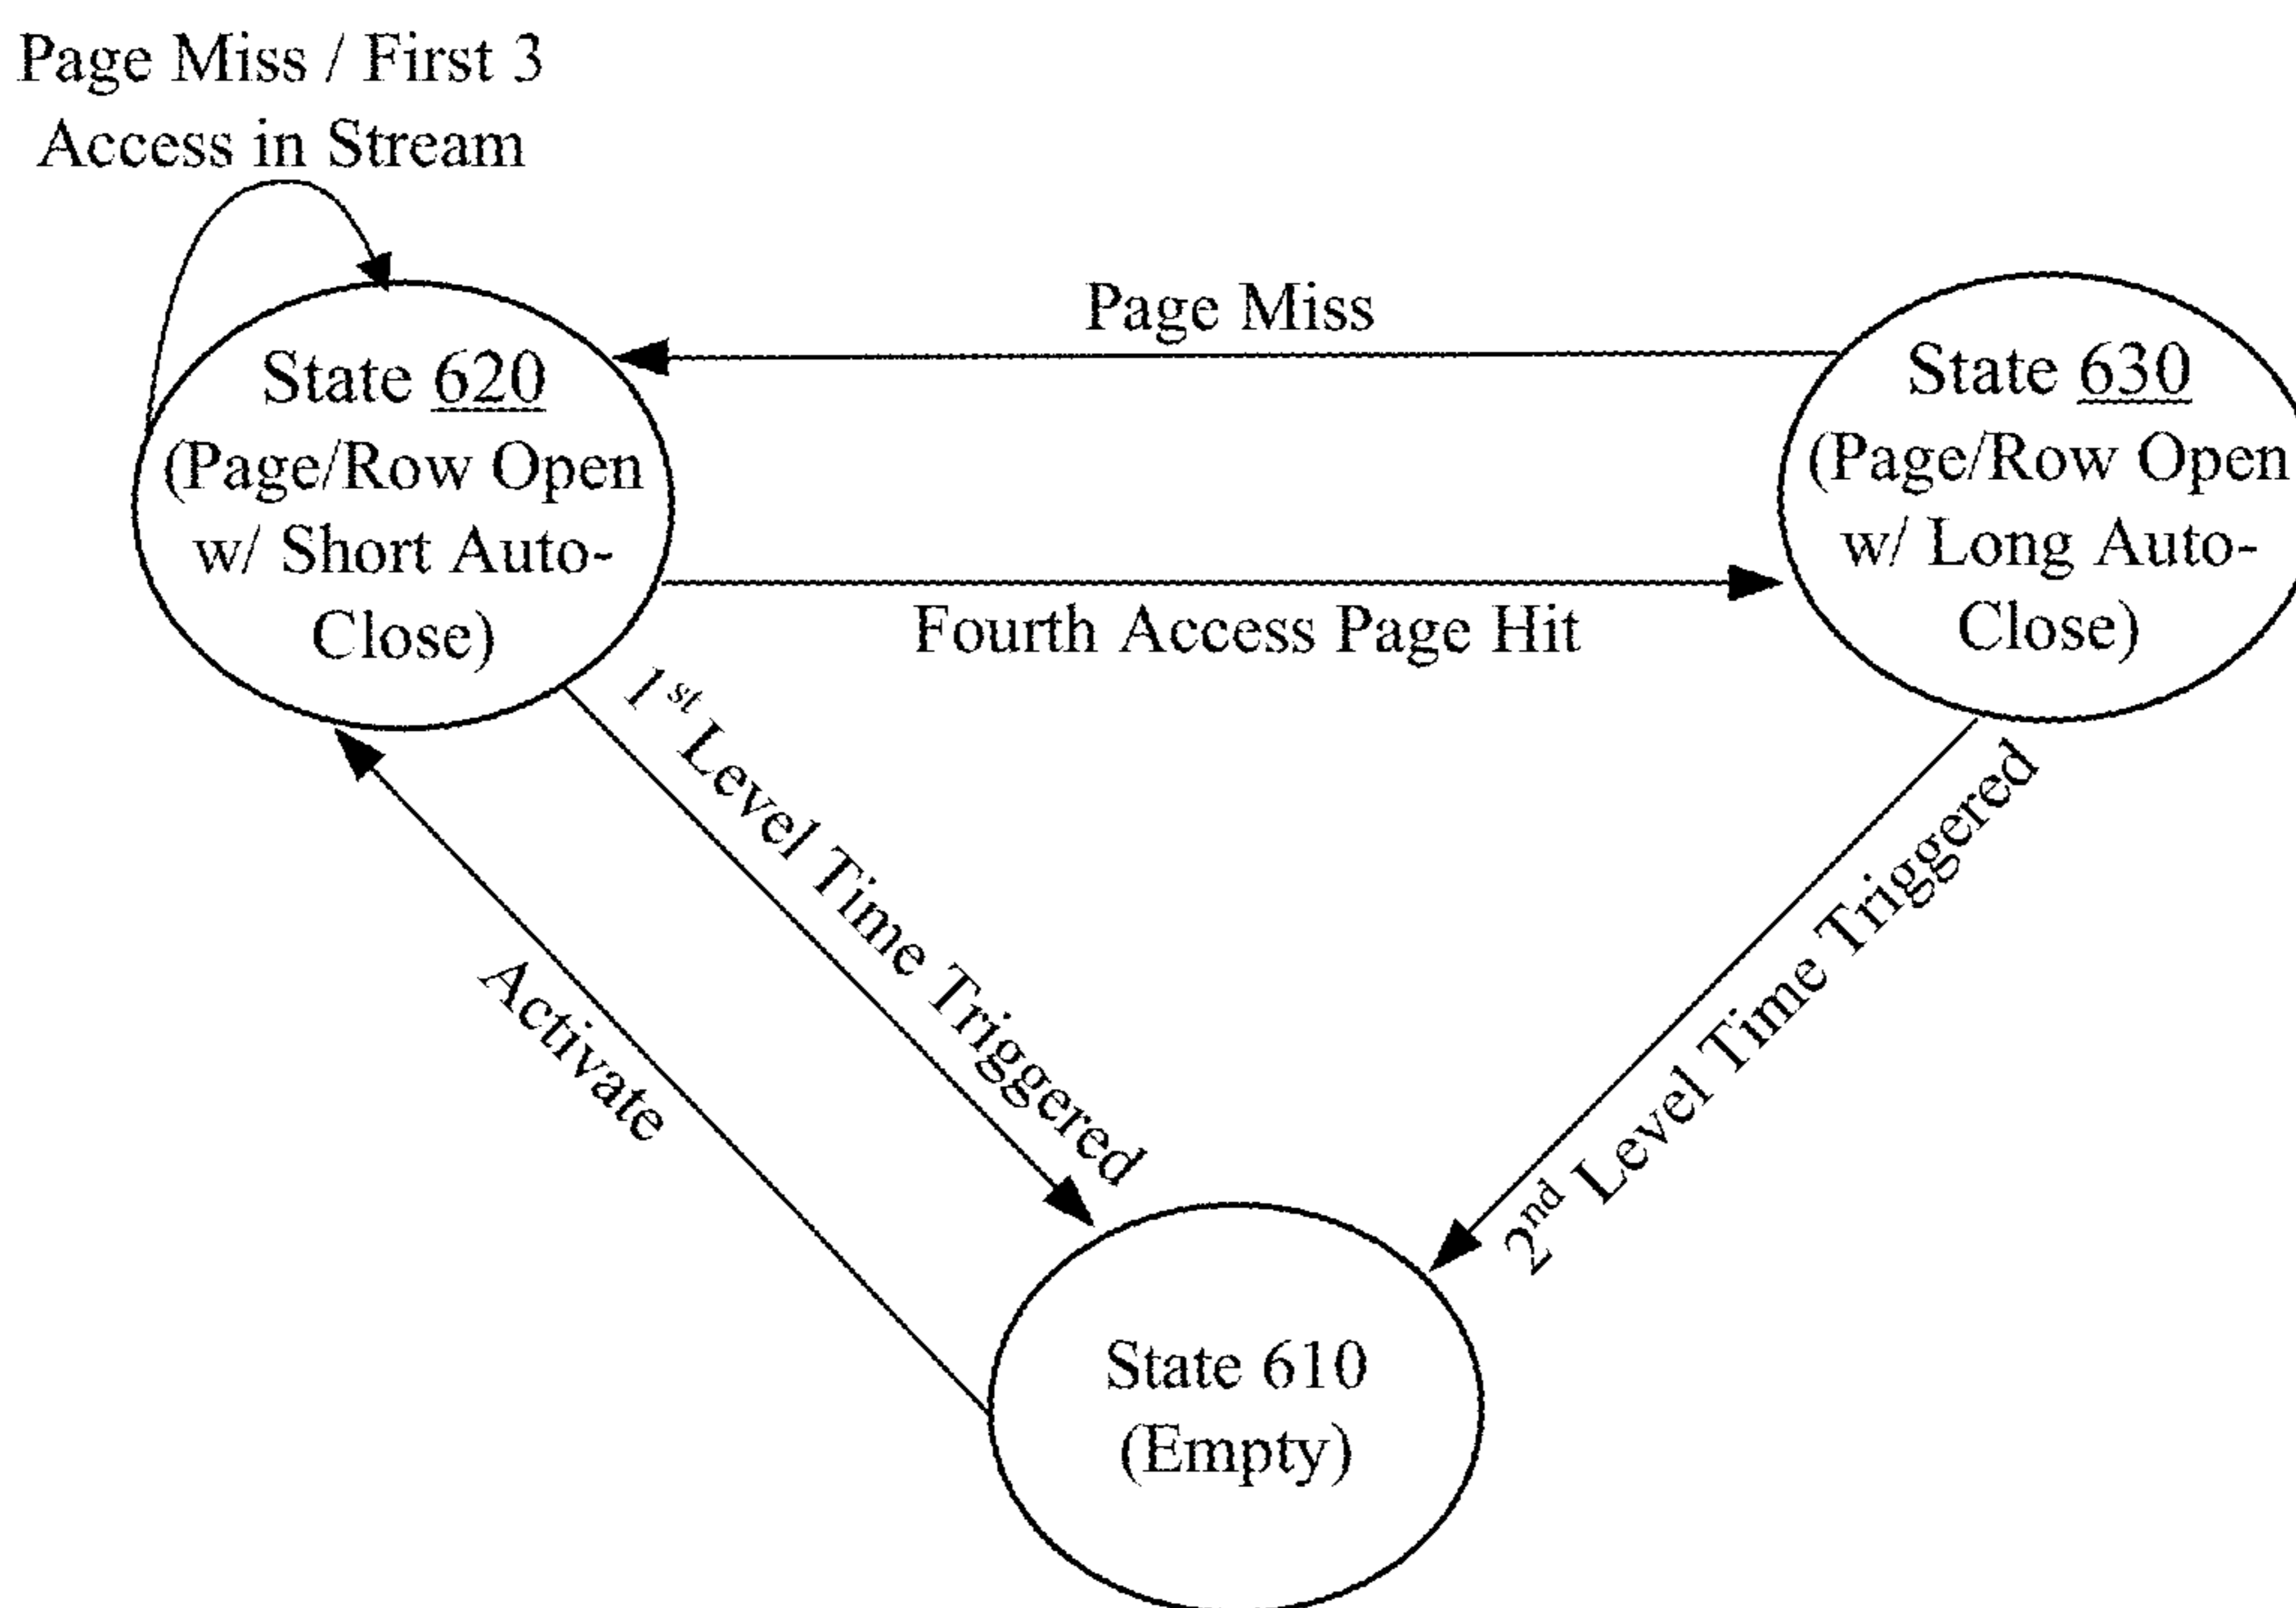 Page Miss / First 3
Access in Stream
Page Miss
State 620
(Page/Row Open
w/ Short Auto-
Close)
State 630
(Page/Row Open
w/ Long Auto-
Close)
Fourth Access Page Hit
1st Level Time Triggered
2nd Level Time Triggered
Activate
State 610
(Empty)